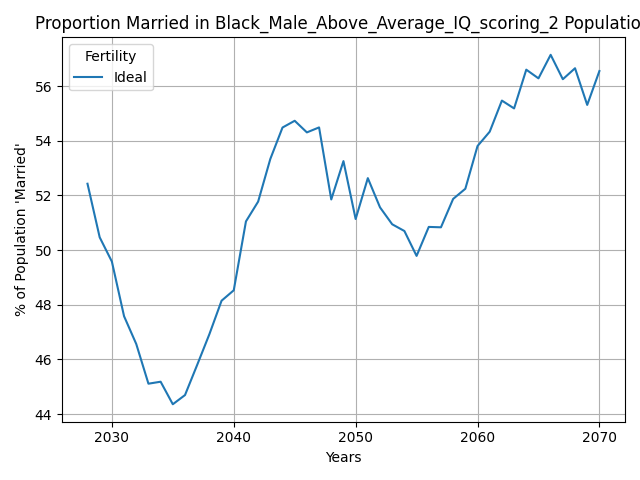 Proportion Married in Black_Male_Above_Average_IQ_scoring_2 Populatio
Fertility
Ideal
% of Population 'Married'
56
54
52
50
48
46
44
2030 2040 2050 2060 2070
Years